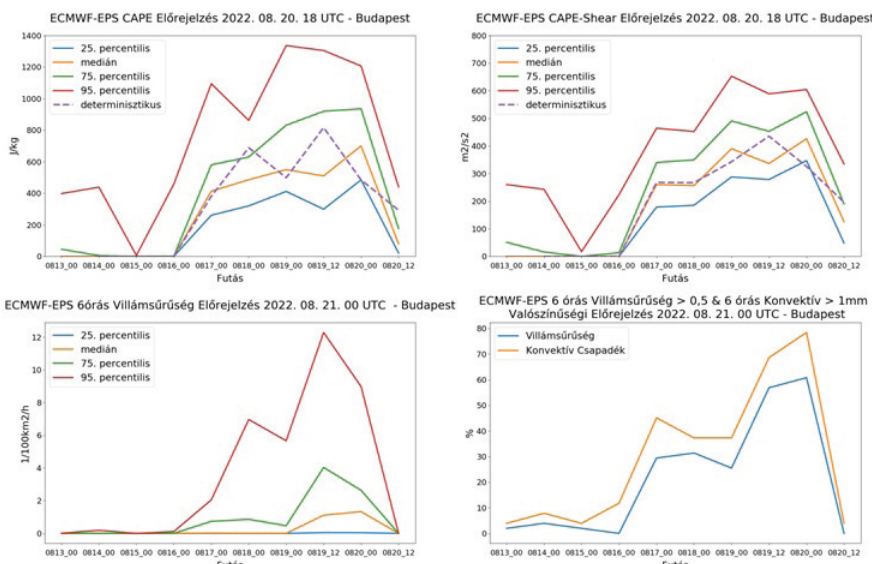 ECMWF-EPS CAPE Előrejelzés 2022. 08. 20. 18 UTC - Budapest
1400
1200
1000
800
600
400
200
0
J/kg
25. percentilis
medián
75. percentilis
95. percentilis
determinisztikus
0813_00 0814_00 0815_00 0816_00 0817_00 0818_00 0819_00 0819_12 0820_00 0820_12
Futás
ECMWF-EPS CAPE-Shear Előrejelzés 2022. 08. 20. 18 UTC - Budapest
800
700
600
500
400
300
200
100
0
m2/s2
25. percentilis
medián
75. percentilis
95. percentilis
determinisztikus
0813_00 0814_00 0815_00 0816_00 0817_00 0818_00 0819_00 0819_12 0820_00 0820_12
Futás
ECMWF-EPS 6órás Villámsűrűség Előrejelzés 2022. 08. 21. 00 UTC - Budapest
12
10
8
6
4
2
0
1/100km2/h
25. percentilis
medián
75. percentilis
95. percentilis
0813_00 0814_00 0815_00 0816_00 0817_00 0818_00 0819_00 0819_12 0820_00 0820_12
Futás
ECMWF-EPS 6 órás Villámsűrűség > 0,5 & 6 órás Konvektív > 1mm
Valószínűségi Előrejelzés 2022. 08. 21. 00 UTC - Budapest
80
70
60
50
40
30
20
10
0
%
Villámsűrűség
Konvektív Csapadék
0813_00 0814_00 0815_00 0816_00 0817_00 0818_00 0819_00 0819_12 0820_00 0820_12
Futás